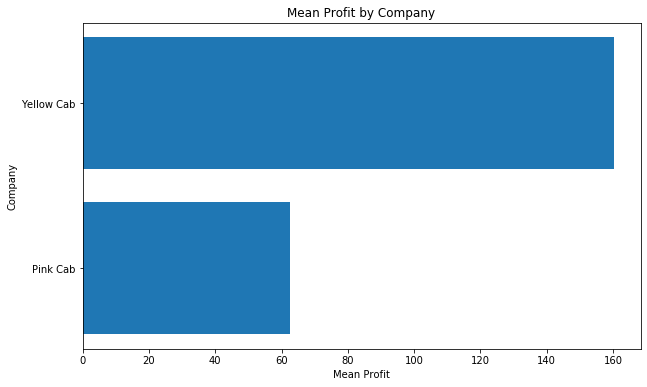 Mean Profit by Company
Yellow Cab
Company
Pink Cab
0 20 40 60 80 100 120 140 160
Mean Profit